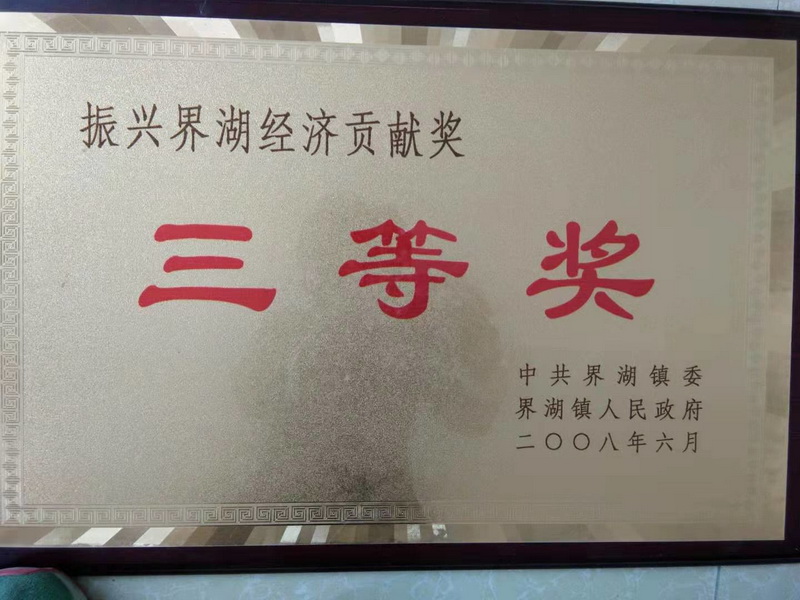 振兴界湖经济贡献奖
三等奖
中共界湖镇委
界湖镇人民政府
二〇〇八年六月